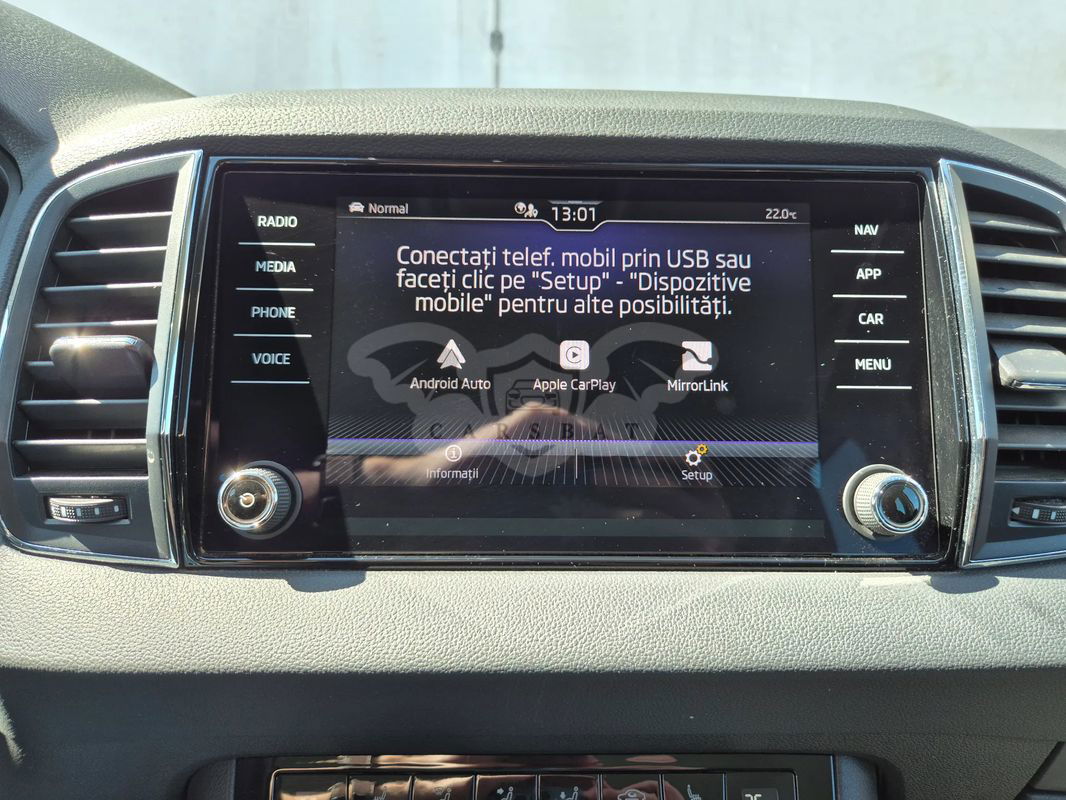 RADIO
MEDIA
PHONE
VOICE
Normal
13:01
22.0°C
Conectați telef. mobil prin USB sau
faceți clic pe "Setup" - "Dispozitive
mobile" pentru alte posibilități.
Android Auto
Apple CarPlay
MirrorLink
CARSBAT
Informații
Setup
NAV
APP
CAR
MENU